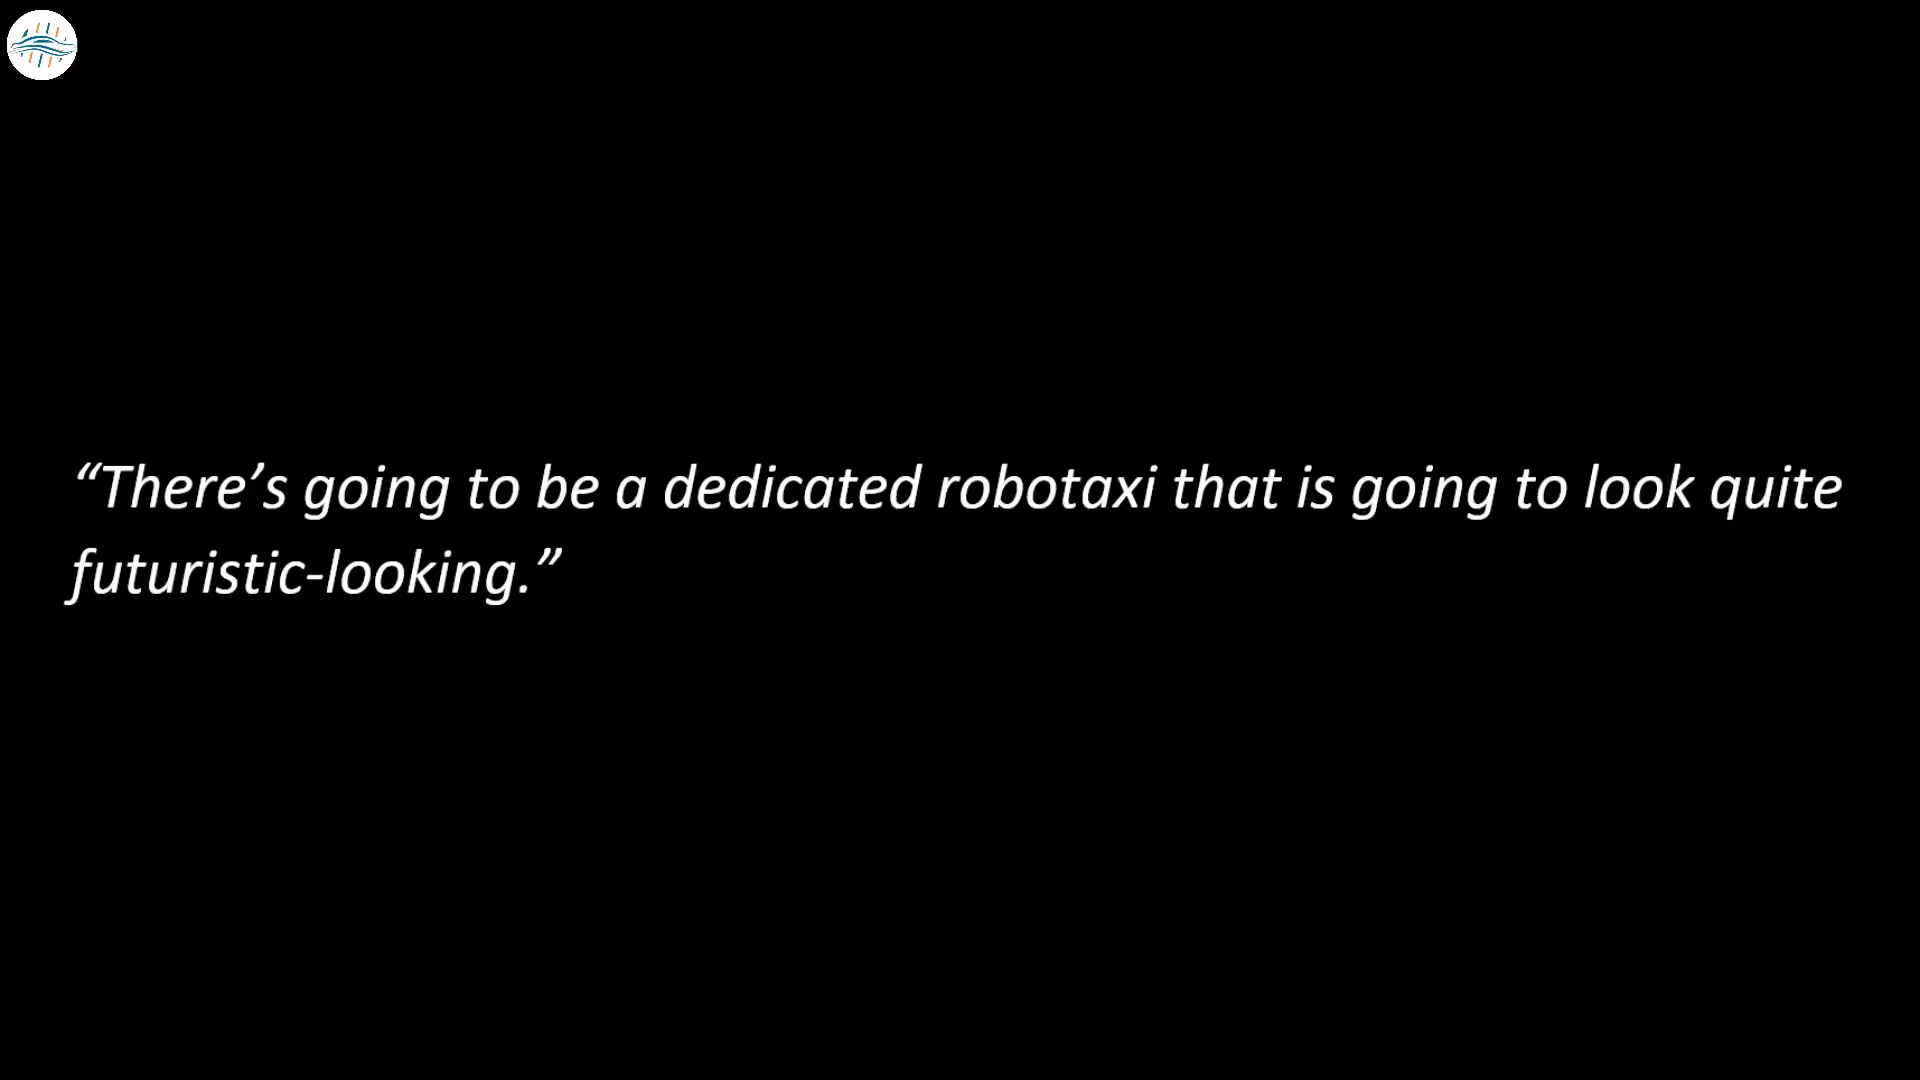 “There’s going to be a dedicated robotaxi that is going to look quite
futuristic-looking.”